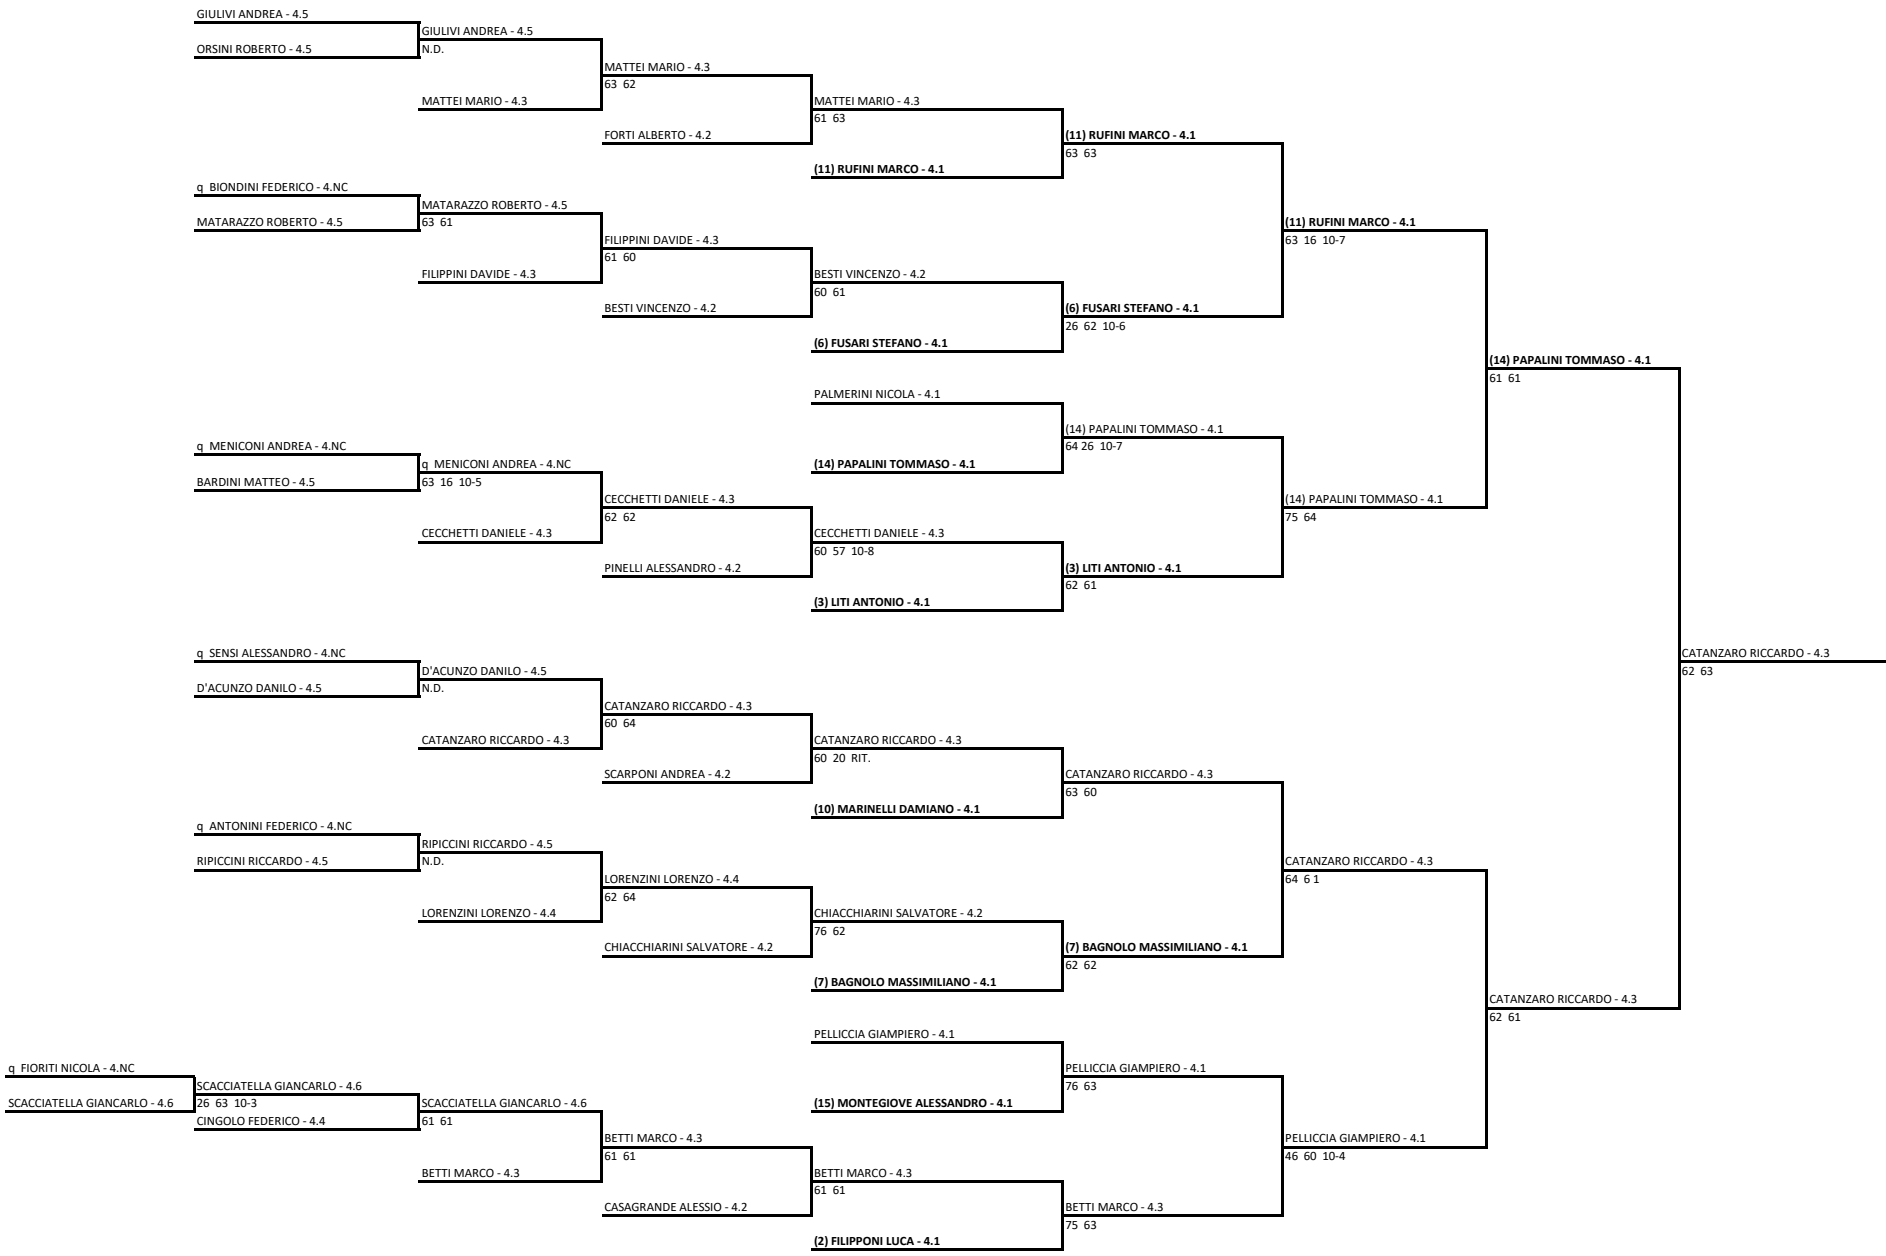 GIULIVI ANDREA - 4.5
GIULIVI ANDREA - 4.5
ORSINI ROBERTO - 4.5
N.D.
MATTEI MARIO - 4.3
63 62
MATTEI MARIO - 4.3
MATTEI MARIO - 4.3
61 63
FORTI ALBERTO - 4.2
(11) RUFINI MARCO - 4.1
63 63
(11) RUFINI MARCO - 4.1
q BIONDINI FEDERICO - 4.NC
MATARAZZO ROBERTO - 4.5
MATARAZZO ROBERTO - 4.5
63 61
(11) RUFINI MARCO - 4.1
63 16 10-7
FILIPPINI DAVIDE - 4.3
61 60
FILIPPINI DAVIDE - 4.3
BESTI VINCENZO - 4.2
60 61
BESTI VINCENZO - 4.2
(6) FUSARI STEFANO - 4.1
26 62 10-6
(6) FUSARI STEFANO - 4.1
(14) PAPALINI TOMMASO - 4.1
61 61
PALMERINI NICOLA - 4.1
(14) PAPALINI TOMMASO - 4.1
64 26 10-7
q MENICONI ANDREA - 4.NC
q MENICONI ANDREA - 4.NC
(14) PAPALINI TOMMASO - 4.1
BARDINI MATTEO - 4.5
63 16 10-5
CECCHETTI DANIELE - 4.3
62 62
(14) PAPALINI TOMMASO - 4.1
75 64
CECCHETTI DANIELE - 4.3
CECCHETTI DANIELE - 4.3
60 57 10-8
PINELLI ALESSANDRO - 4.2
(3) LITI ANTONIO - 4.1
62 61
(3) LITI ANTONIO - 4.1
q SENSI ALESSANDRO - 4.NC
CATANZARO RICCARDO - 4.3
62 63
D'ACUNZO DANILO - 4.5
D'ACUNZO DANILO - 4.5
N.D.
CATANZARO RICCARDO - 4.3
60 64
CATANZARO RICCARDO - 4.3
CATANZARO RICCARDO - 4.3
60 20 RIT.
SCARPONI ANDREA - 4.2
CATANZARO RICCARDO - 4.3
63 60
(10) MARINELLI DAMIANO - 4.1
q ANTONINI FEDERICO - 4.NC
RIPICCINI RICCARDO - 4.5
RIPICCINI RICCARDO - 4.5
N.D.
CATANZARO RICCARDO - 4.3
64 6 1
LORENZINI LORENZO - 4.4
62 64
LORENZINI LORENZO - 4.4
CHIACCHIARINI SALVATORE - 4.2
76 62
CHIACCHIARINI SALVATORE - 4.2
(7) BAGNOLO MASSIMILIANO - 4.1
62 62
(7) BAGNOLO MASSIMILIANO - 4.1
CATANZARO RICCARDO - 4.3
62 61
PELLICCIA GIAMPIERO - 4.1
q FIORITI NICOLA - 4.NC
PELLICCIA GIAMPIERO - 4.1
76 63
SCACCIATELLA GIANCARLO - 4.6
SCACCIATELLA GIANCARLO - 4.6
26 63 10-3
SCACCIATELLA GIANCARLO - 4.6
(15) MONTEGIOVE ALESSANDRO - 4.1
CINGOLO FEDERICO - 4.4
61 61
BETTI MARCO - 4.3
61 61
PELLICCIA GIAMPIERO - 4.1
46 60 10-4
BETTI MARCO - 4.3
BETTI MARCO - 4.3
61 61
CASAGRANDE ALESSIO - 4.2
BETTI MARCO - 4.3
75 63
(2) FILIPPONI LUCA - 4.1